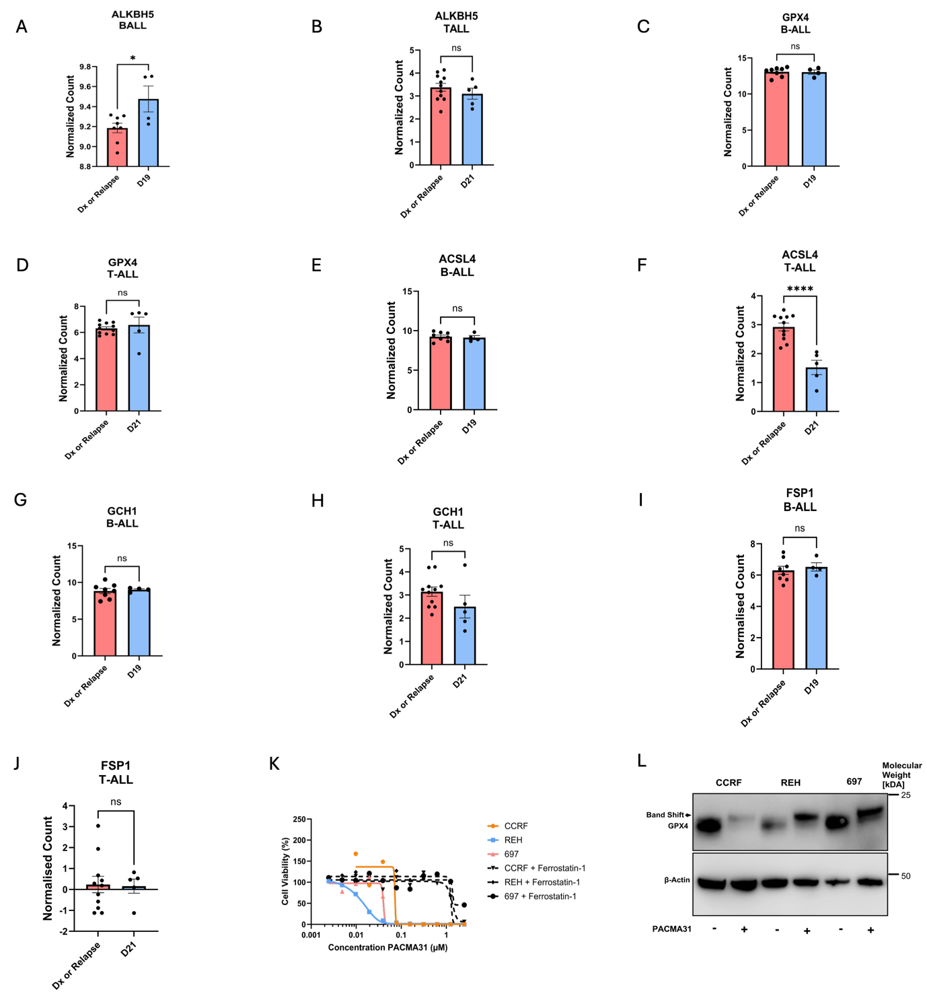 A
ALKBH5
BALL
*
Normalized Count
9.8
9.6
9.4
9.2
9.0
8.8
Dx or Relapse
D19
B
ALKBH5
TALL
ns
Normalized Count
5
4
3
2
1
0
Dx or Relapse
D21
C
GPX4
B-ALL
ns
Normalized Count
15
10
5
0
Dx or Relapse
D19
D
GPX4
T-ALL
ns
Normalized Count
8
6
4
2
0
Dx or Relapse
D21
E
ACSL4
B-ALL
ns
Normalized Count
15
10
5
0
Dx or Relapse
D19
F
ACSL4
T-ALL
****
Normalized Count
4
3
2
1
0
Dx or Relapse
D21
G
GCH1
B-ALL
ns
Normalized Count
15
10
5
0
Dx or Relapse
D19
H
GCH1
T-ALL
ns
Normalized Count
5
4
3
2
1
0
Dx or Relapse
D21
I
FSP1
B-ALL
ns
Normalised Count
8
6
4
2
0
Dx or Relapse
D19
J
FSP1
T-ALL
ns
Normalised Count
4
3
2
1
0
-1
-2
Dx or Relapse
D21
K
Cell Viability (%)
250
200
150
100
50
0
0.001
0.01
0.1
1
Concentration PACMA31 (µM)
CCRF
REH
697
CCRF + Ferrostatin-1
REH + Ferrostatin-1
697 + Ferrostatin-1
L
CCRF
REH
697
Molecular
Weight
[kDA]
25
Band Shift
GPX4
β-Actin
50
PACMA31
- + - + - +